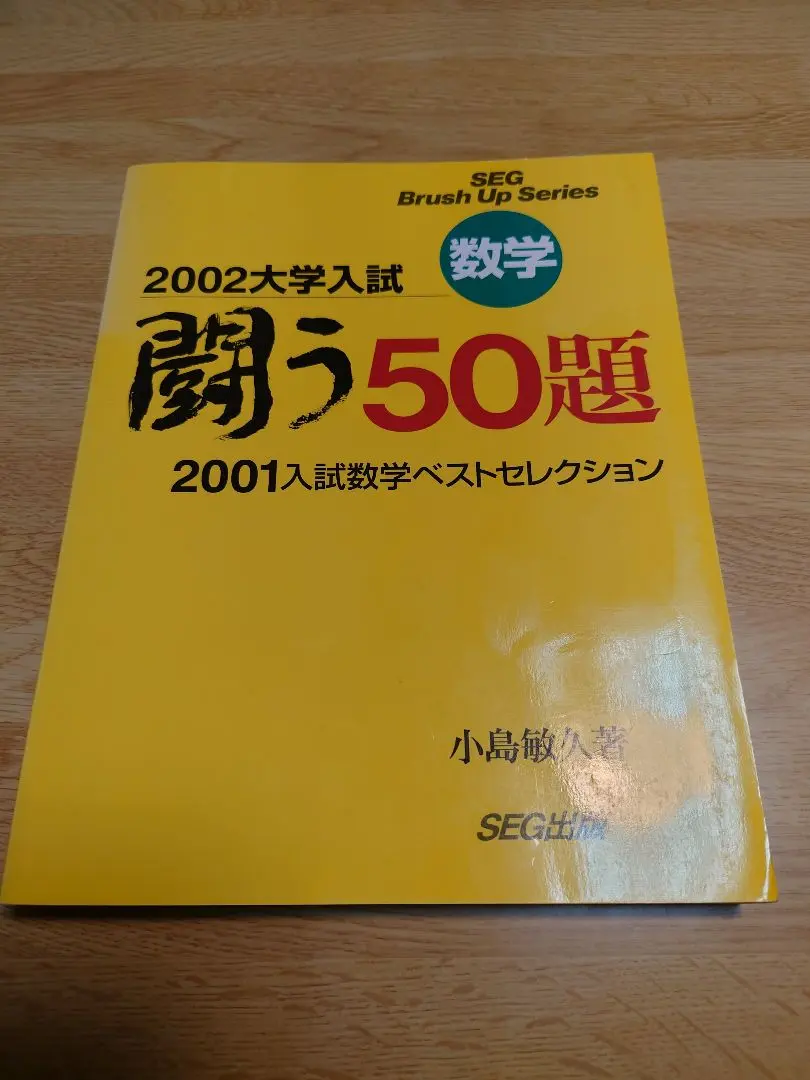 SEG
Brush Up Series
数学
2002大学入試
闘う50題
2001入試数学ベストセレクション
小島敏久著
SEG出版